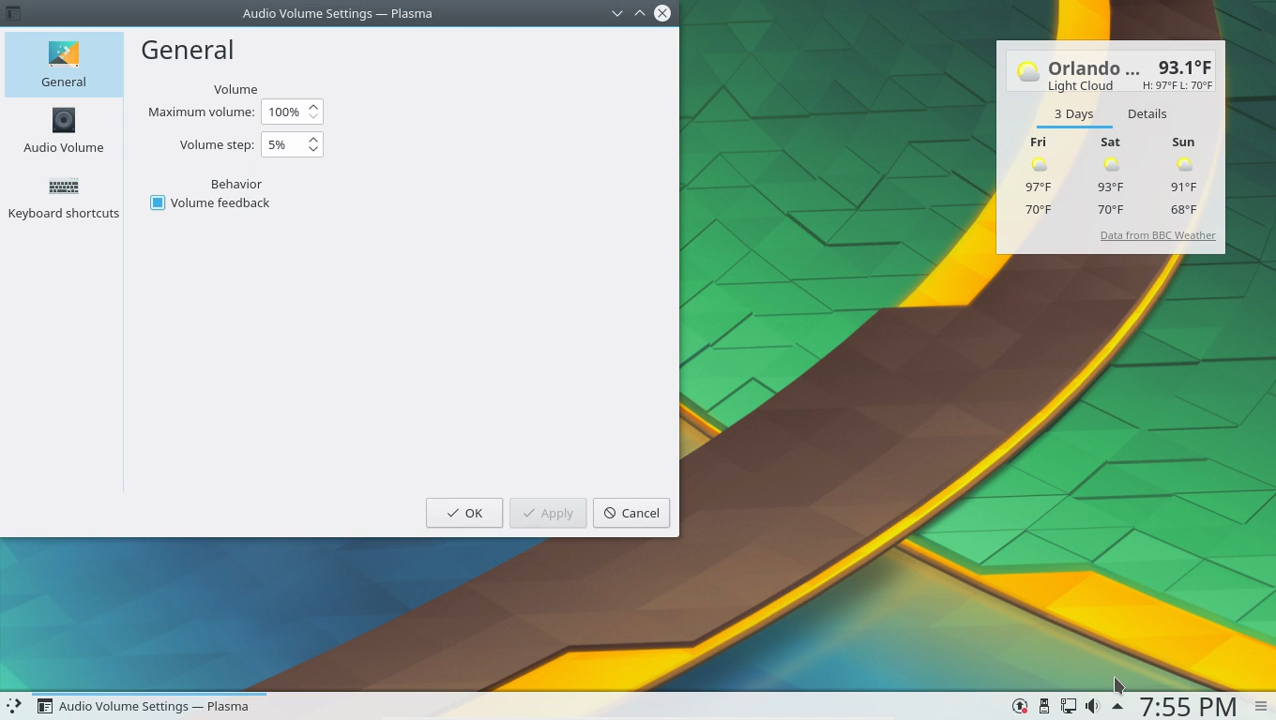 Audio Volume Settings — Plasma
General
Audio Volume
Keyboard shortcuts
General
Volume
Maximum volume: 100%
Volume step: 5%
Behavior
Volume feedback
OK Apply Cancel
Orlando ... 93.1°F
Light Cloud H: 97°F L: 70°F
3 Days Details
Fri Sat Sun
97°F 93°F 91°F
70°F 70°F 68°F
Data from BBC Weather
Audio Volume Settings — Plasma
7:55 PM